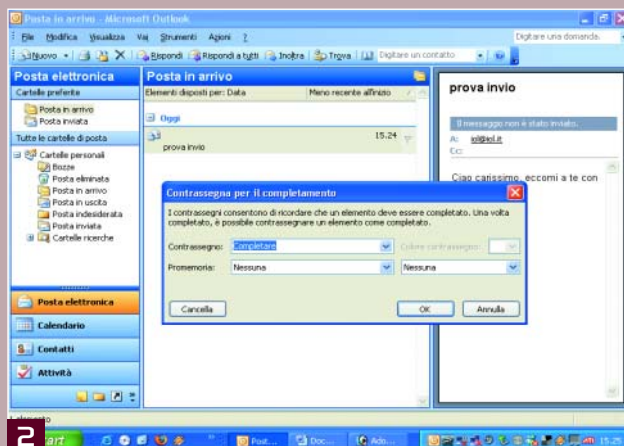 Posta in arrivo - Microsoft Outlook
File Modifica Visualizza Vai Strumenti Azioni ?
Digitare una domanda.
Nuovo Rispondi Rispondi a tutti Inoltra Trova Digitare un contatto
Posta elettronica
Cartelle preferite
Posta in arrivo
Posta inviata
Tutte le cartelle di posta
Cartelle personali
Bozze
Posta eliminata
Posta in arrivo
Posta in uscita
Posta indesiderata
Posta inviata
Cartelle ricerche
Posta elettronica
Calendario
Contatti
Attività
Posta in arrivo
Elementi disposti per: Data Meno recente all'inizio
Oggi
15.24
prova invio
prova invio
Il messaggio non è stato inviato.
A: iol@iol.it
Cc:
Ciao carissimo, eccomi a te con
Contrassegna per il completamento
I contrassegni consentono di ricordare che un elemento deve essere completato. Una volta
completato, è possibile contrassegnare un elemento come completato.
Contrassegno: Completare Colore contrassegno:
Promemoria: Nessuna Nessuna
Cancella OK Annulla
1 elemento
2
start Post... Doc... Ado... 15.25